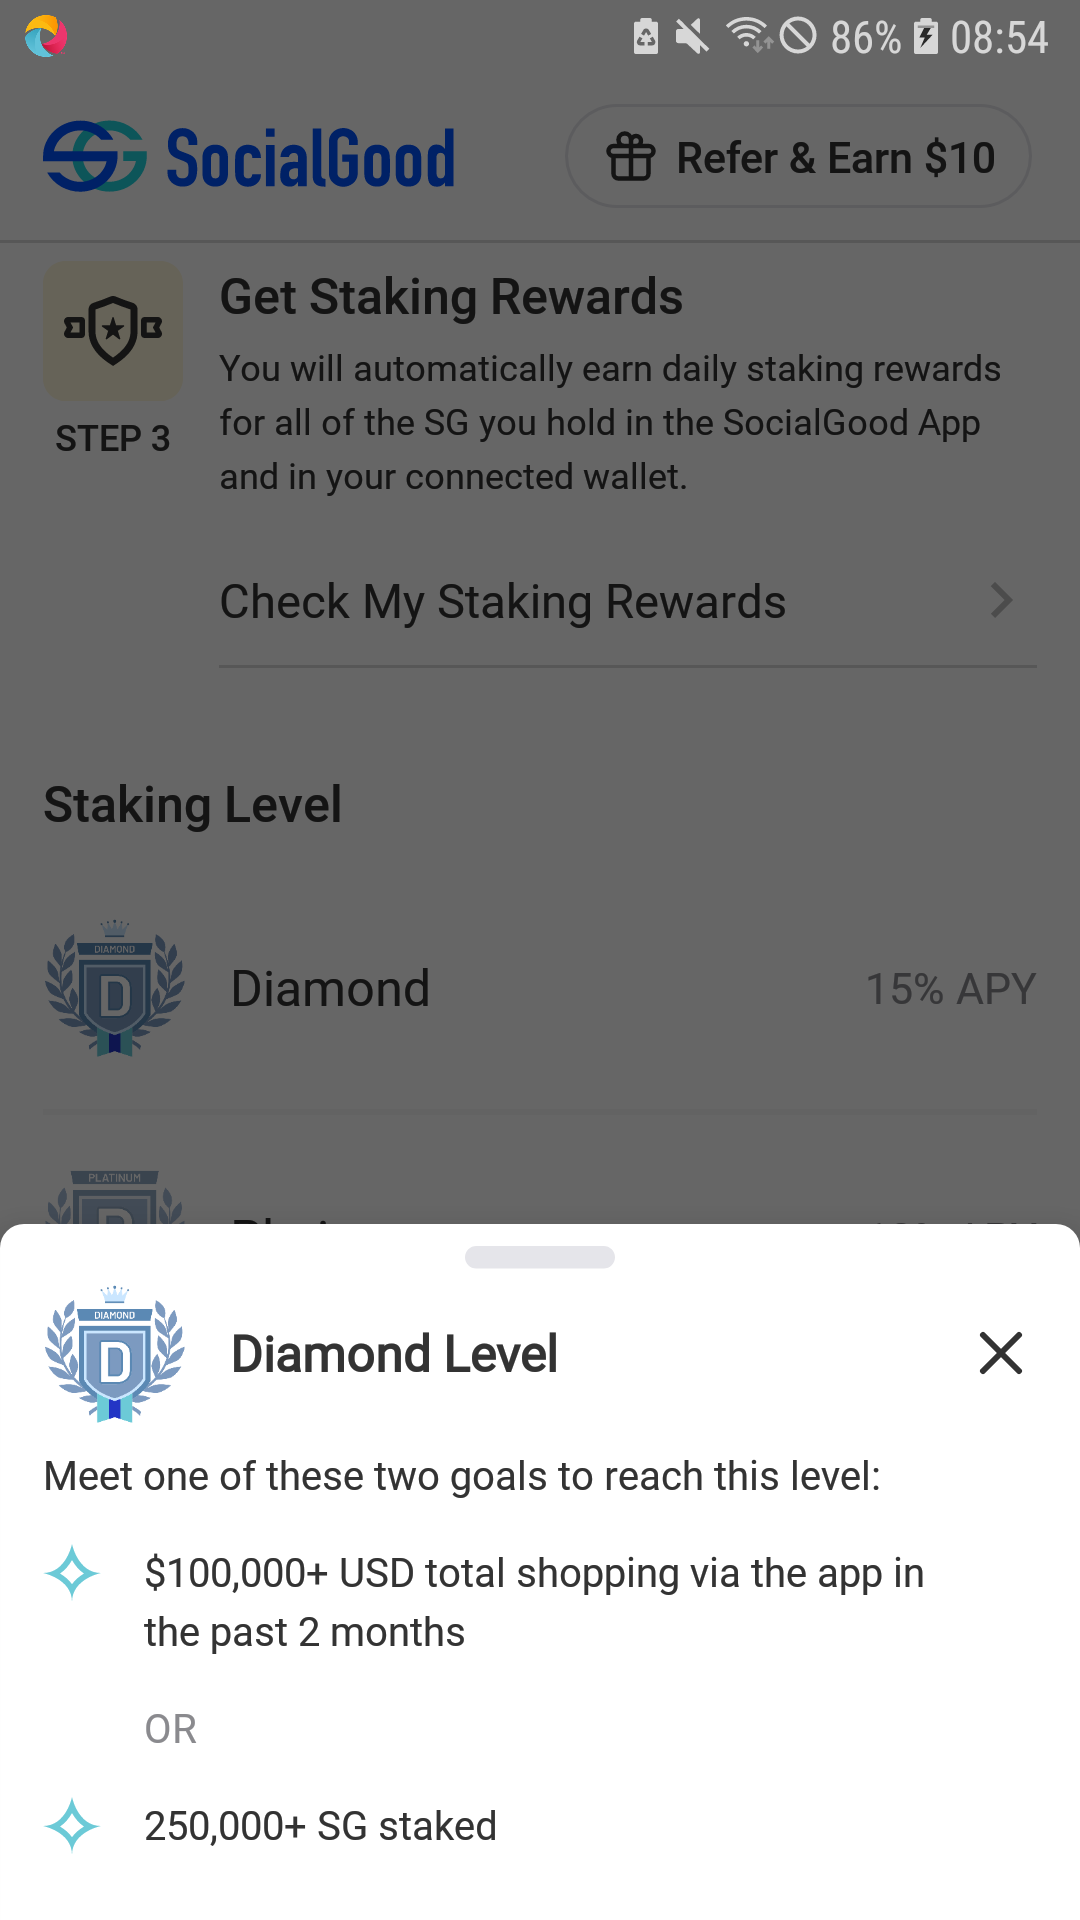 86% 08:54
SG SocialGood
Refer & Earn $10
Get Staking Rewards
You will automatically earn daily staking rewards
for all of the SG you hold in the SocialGood App
and in your connected wallet.
STEP 3
Check My Staking Rewards
Staking Level
DIAMOND
D
Diamond
15% APY
PLATINUM
DIAMOND
D
Diamond Level
Meet one of these two goals to reach this level:
$100,000+ USD total shopping via the app in
the past 2 months
OR
250,000+ SG staked